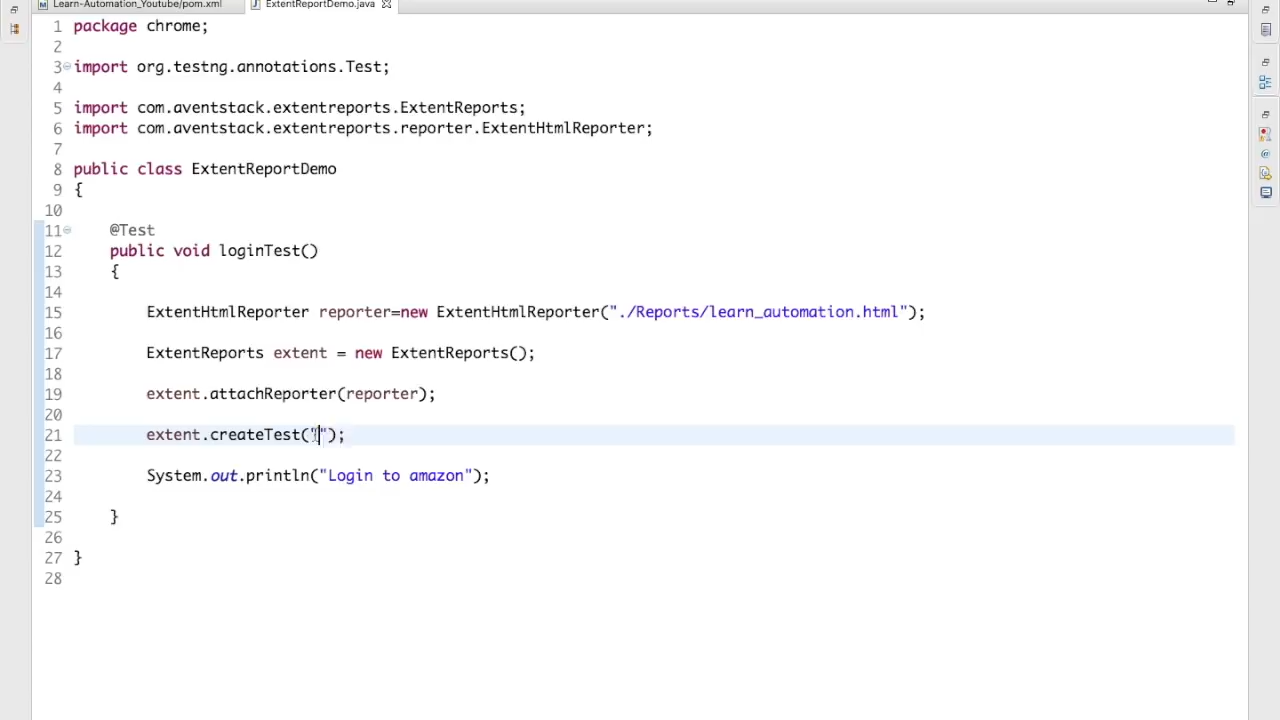 Learn-Automation_Youtube/pom.xml ExtentReportDemo.java
1 package chrome;
2
3 import org.testng.annotations.Test;
4
5 import com.aventstack.extentreports.ExtentReports;
6 import com.aventstack.extentreports.reporter.ExtentHtmlReporter;
7
8 public class ExtentReportDemo
9 {
10
11 @Test
12 public void loginTest()
13 {
14
15 ExtentHtmlReporter reporter=new ExtentHtmlReporter("./Reports/learn_automation.html");
16
17 ExtentReports extent = new ExtentReports();
18
19 extent.attachReporter(reporter);
20
21 extent.createTest("");
22
23 System.out.println("Login to amazon");
24
25 }
26
27 }
28